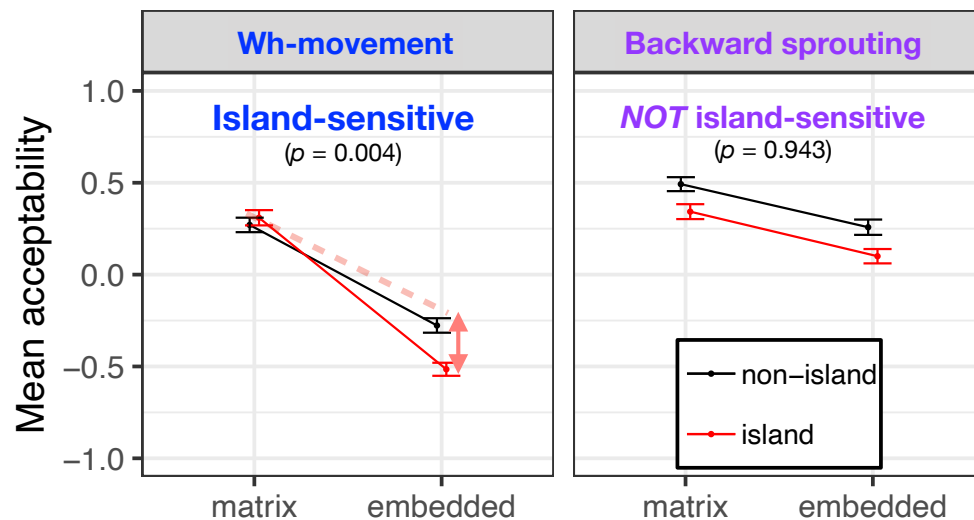 Wh-movement
Backward sprouting
Island-sensitive
(p = 0.004)
NOT island-sensitive
(p = 0.943)
Mean acceptability
1.0
0.5
0.0
−0.5
−1.0
non−island
island
matrix
embedded
matrix
embedded